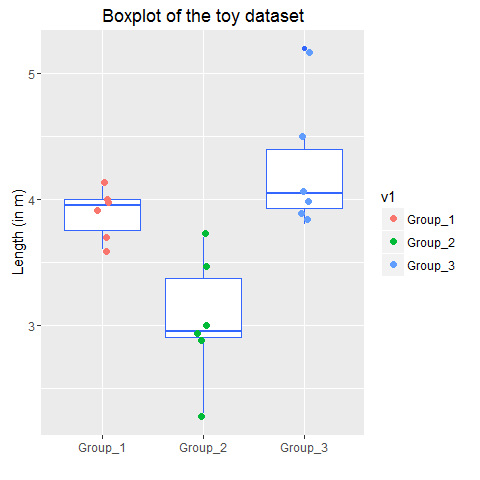 Boxplot of the toy dataset
Length (in m)
5
4
3
Group_1 Group_2 Group_3
v1
Group_1
Group_2
Group_3